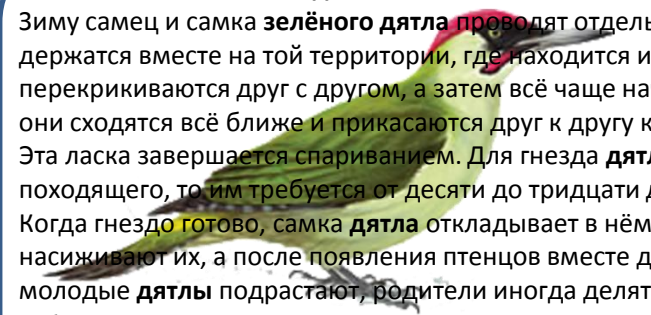 Зиму самец и самка зелёного дятла проводят
держатся вместе на той территории, где находится
перекрикиваются друг с другом, а затем всё чаще
они сходятся всё ближе и прикасаются друг к другу
Эта ласка завершается спариванием. Для гнезда
походящего, то им требуется от десяти до тридцати
Когда гнездо готово, самка дятла откладывает в нём
насиживают их, а после появления птенцов вместе
молодые дятлы подрастают, родители иногда делят